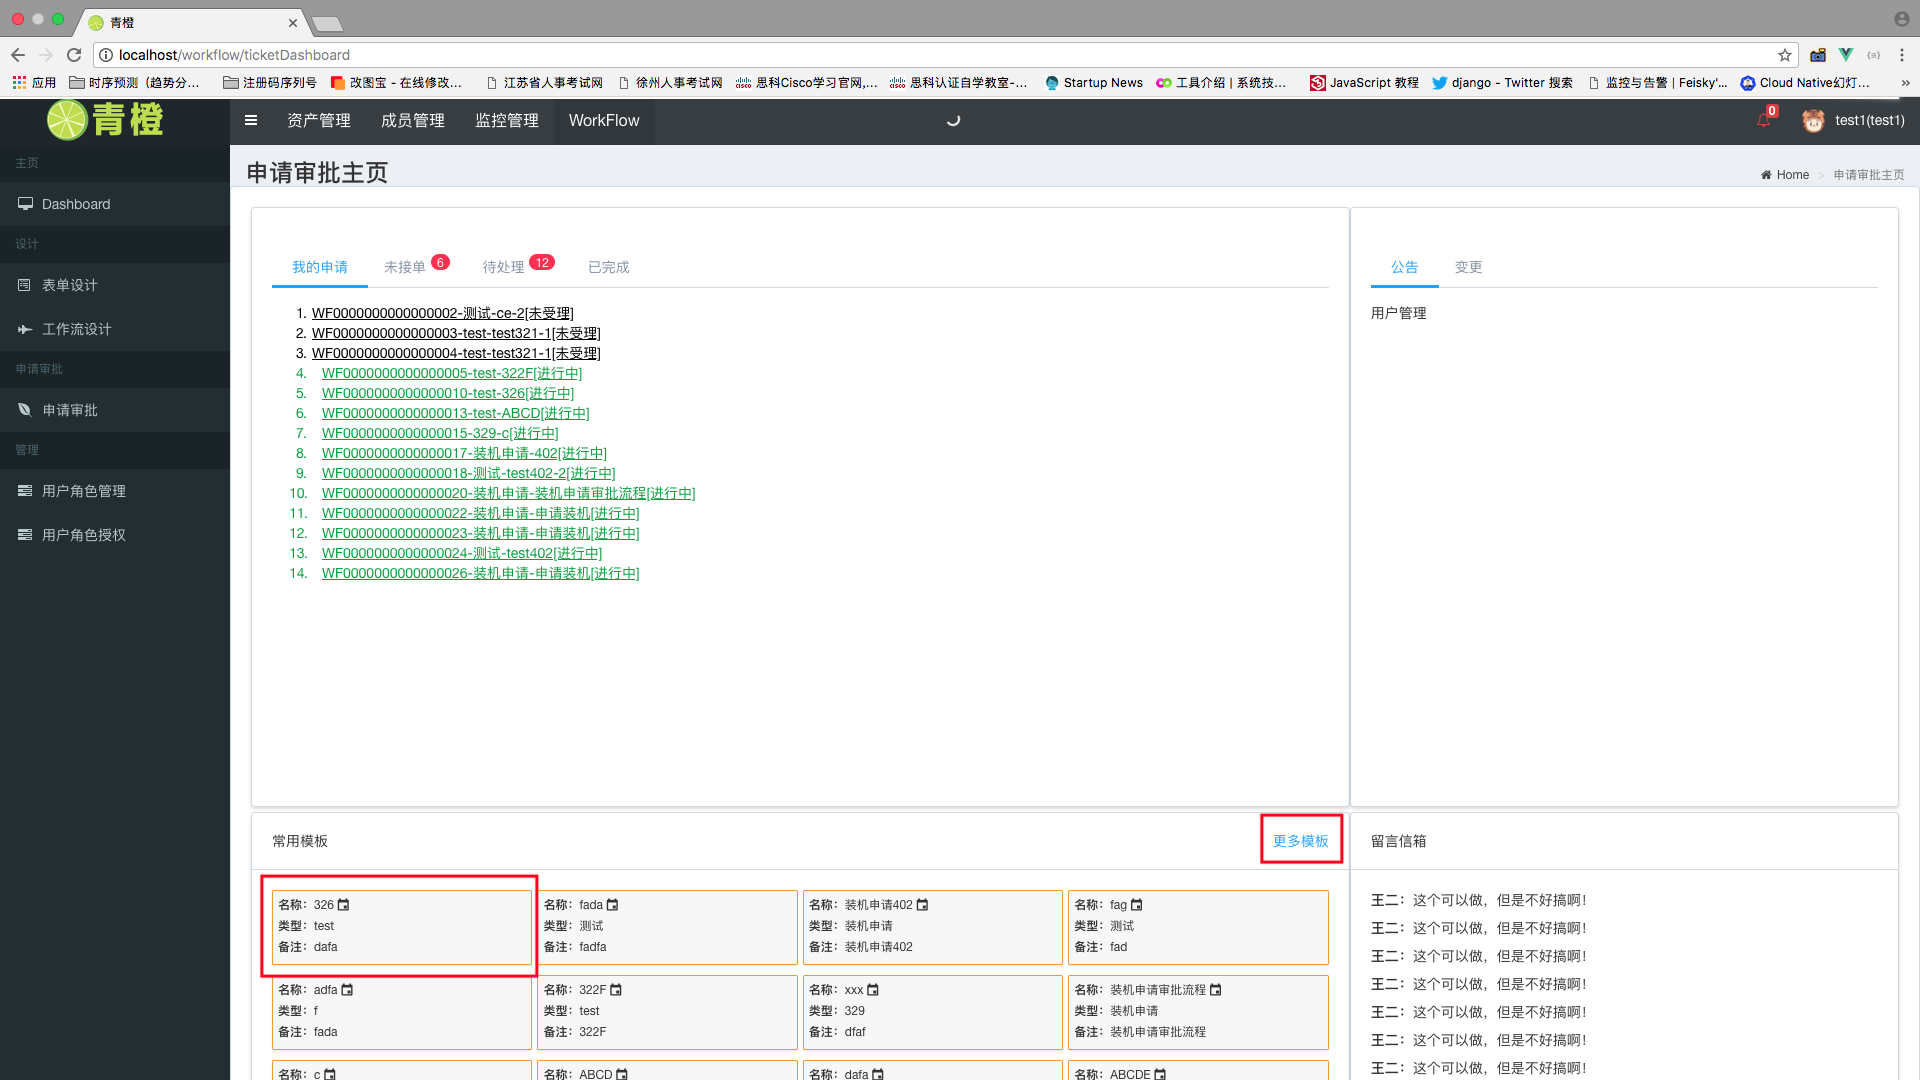 青橙
localhost/workflow/ticketDashboard
应用 时序预测（趋势分... 注册码序列号 改图宝 - 在线修改... 江苏省人事考试网 徐州人事考试网 思科Cisco学习官网,... 思科认证自学教室-... Startup News 工具介绍 | 系统技... JavaScript 教程 django - Twitter 搜索 监控与告警 | Feisky'... Cloud Native幻灯... »
青橙 资产管理 成员管理 监控管理 WorkFlow 0 test1(test1)
主页
Dashboard
设计
表单设计
工作流设计
申请审批
申请审批
管理
用户角色管理
用户角色授权
申请审批主页
Home > 申请审批主页
我的申请 未接单 6 待处理 12 已完成
1. WF0000000000000002-测试-ce-2[未受理]
2. WF0000000000000003-test-test321-1[未受理]
3. WF0000000000000004-test-test321-1[未受理]
4. WF0000000000000005-test-322F[进行中]
5. WF0000000000000010-test-326[进行中]
6. WF0000000000000013-test-ABCD[进行中]
7. WF0000000000000015-329-c[进行中]
8. WF0000000000000017-装机申请-402[进行中]
9. WF0000000000000018-测试-test402-2[进行中]
10. WF0000000000000020-装机申请-装机申请审批流程[进行中]
11. WF0000000000000022-装机申请-申请装机[进行中]
12. WF0000000000000023-装机申请-申请装机[进行中]
13. WF0000000000000024-测试-test402[进行中]
14. WF0000000000000026-装机申请-申请装机[进行中]
公告 变更
用户管理
常用模板 更多模板
名称：326
类型：test
备注：dafa
名称：fada
类型：测试
备注：fadfa
名称：装机申请402
类型：装机申请
备注：装机申请402
名称：fag
类型：测试
备注：fad
名称：adfa
类型：f
备注：fada
名称：322F
类型：test
备注：322F
名称：xxx
类型：329
备注：dfaf
名称：装机申请审批流程
类型：装机申请
备注：装机申请审批流程
名称：c
名称：ABCD
名称：dafa
名称：ABCDE
留言信箱
王二：这个可以做，但是不好搞啊！
王二：这个可以做，但是不好搞啊！
王二：这个可以做，但是不好搞啊！
王二：这个可以做，但是不好搞啊！
王二：这个可以做，但是不好搞啊！
王二：这个可以做，但是不好搞啊！
王二：这个可以做，但是不好搞啊！